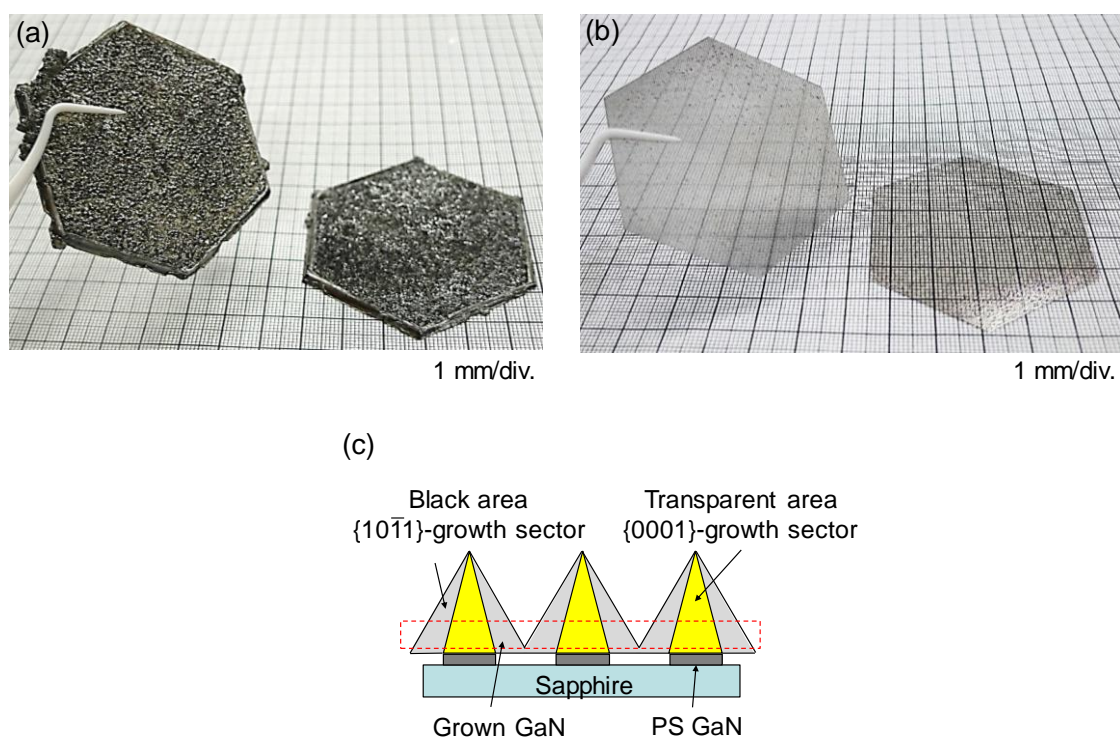 (a)
(b)
1 mm/div.
1 mm/div.
(c)
Black area
{101̅1}-growth sector
Transparent area
{0001}-growth sector
Sapphire
Grown GaN
PS GaN